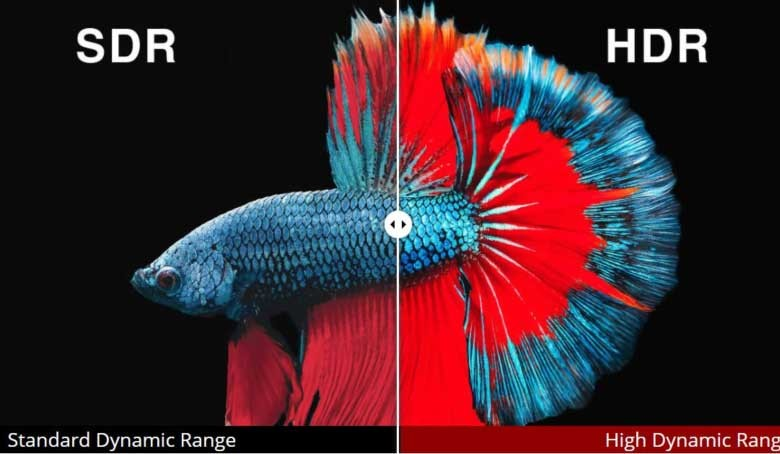 SDR
HDR
Standard Dynamic Range
High Dynamic Rang